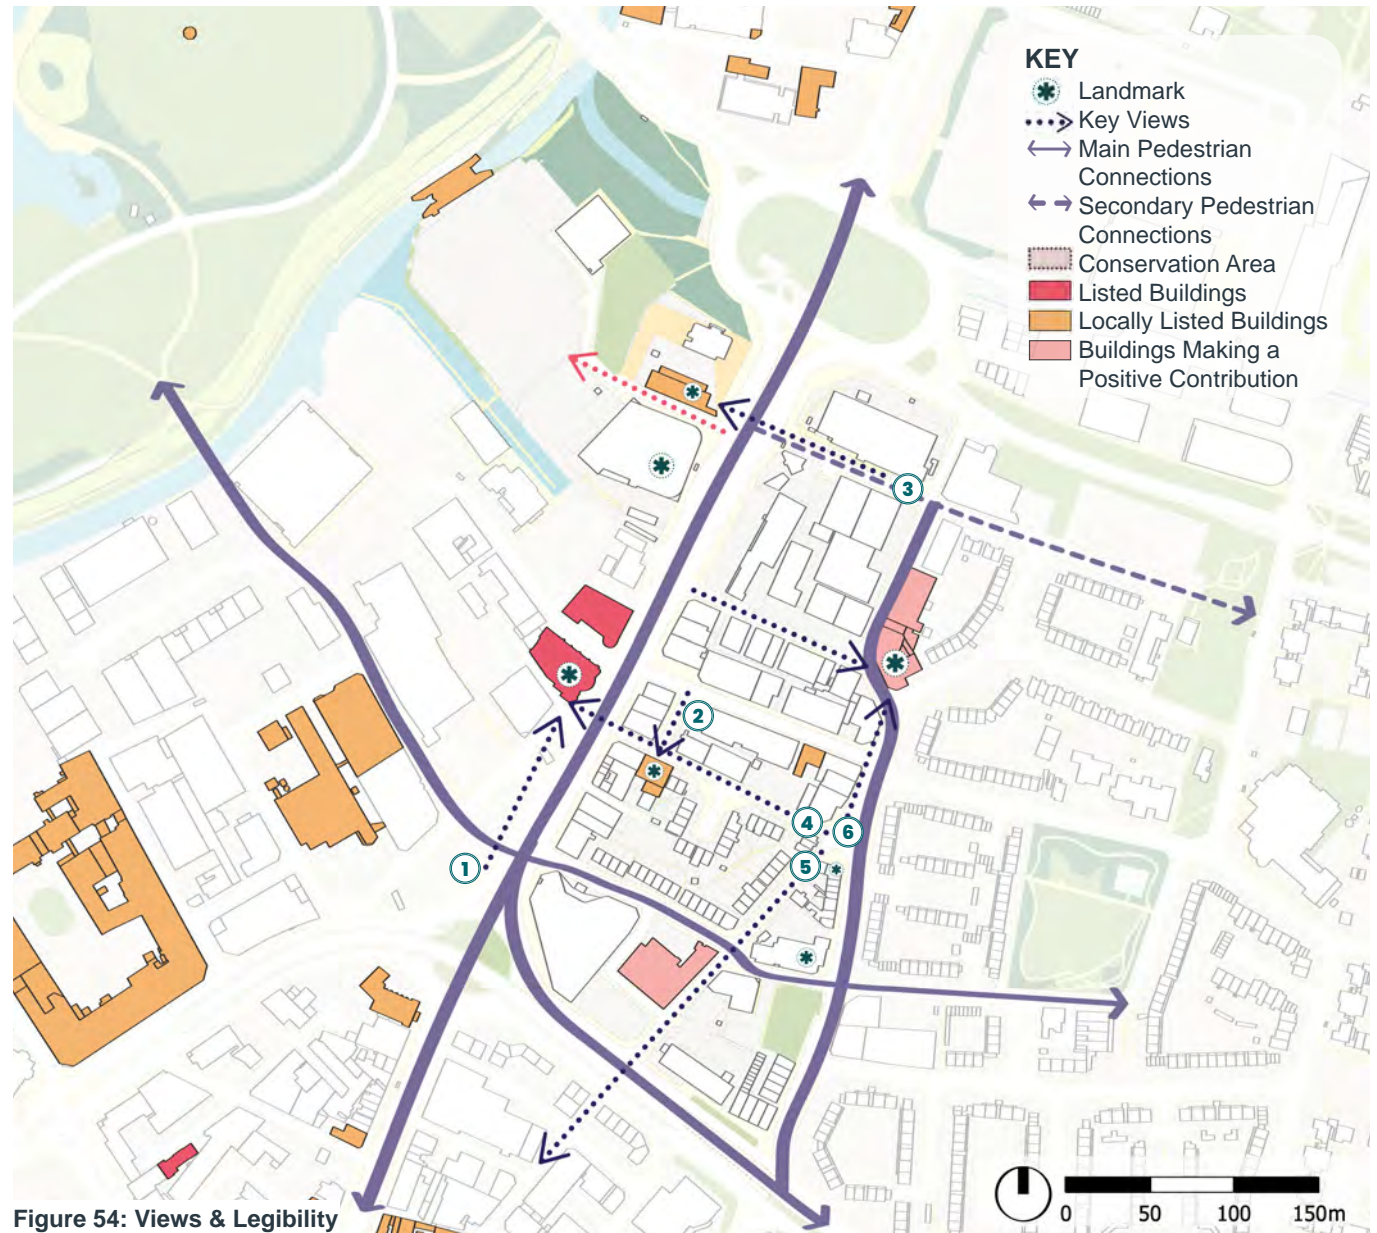 KEY
Landmark
Key Views
Main Pedestrian
Connections
Secondary Pedestrian
Connections
Conservation Area
Listed Buildings
Locally Listed Buildings
Buildings Making a
Positive Contribution
3
2
4
6
5
1
0 50 100 150m
Figure 54: Views & Legibility